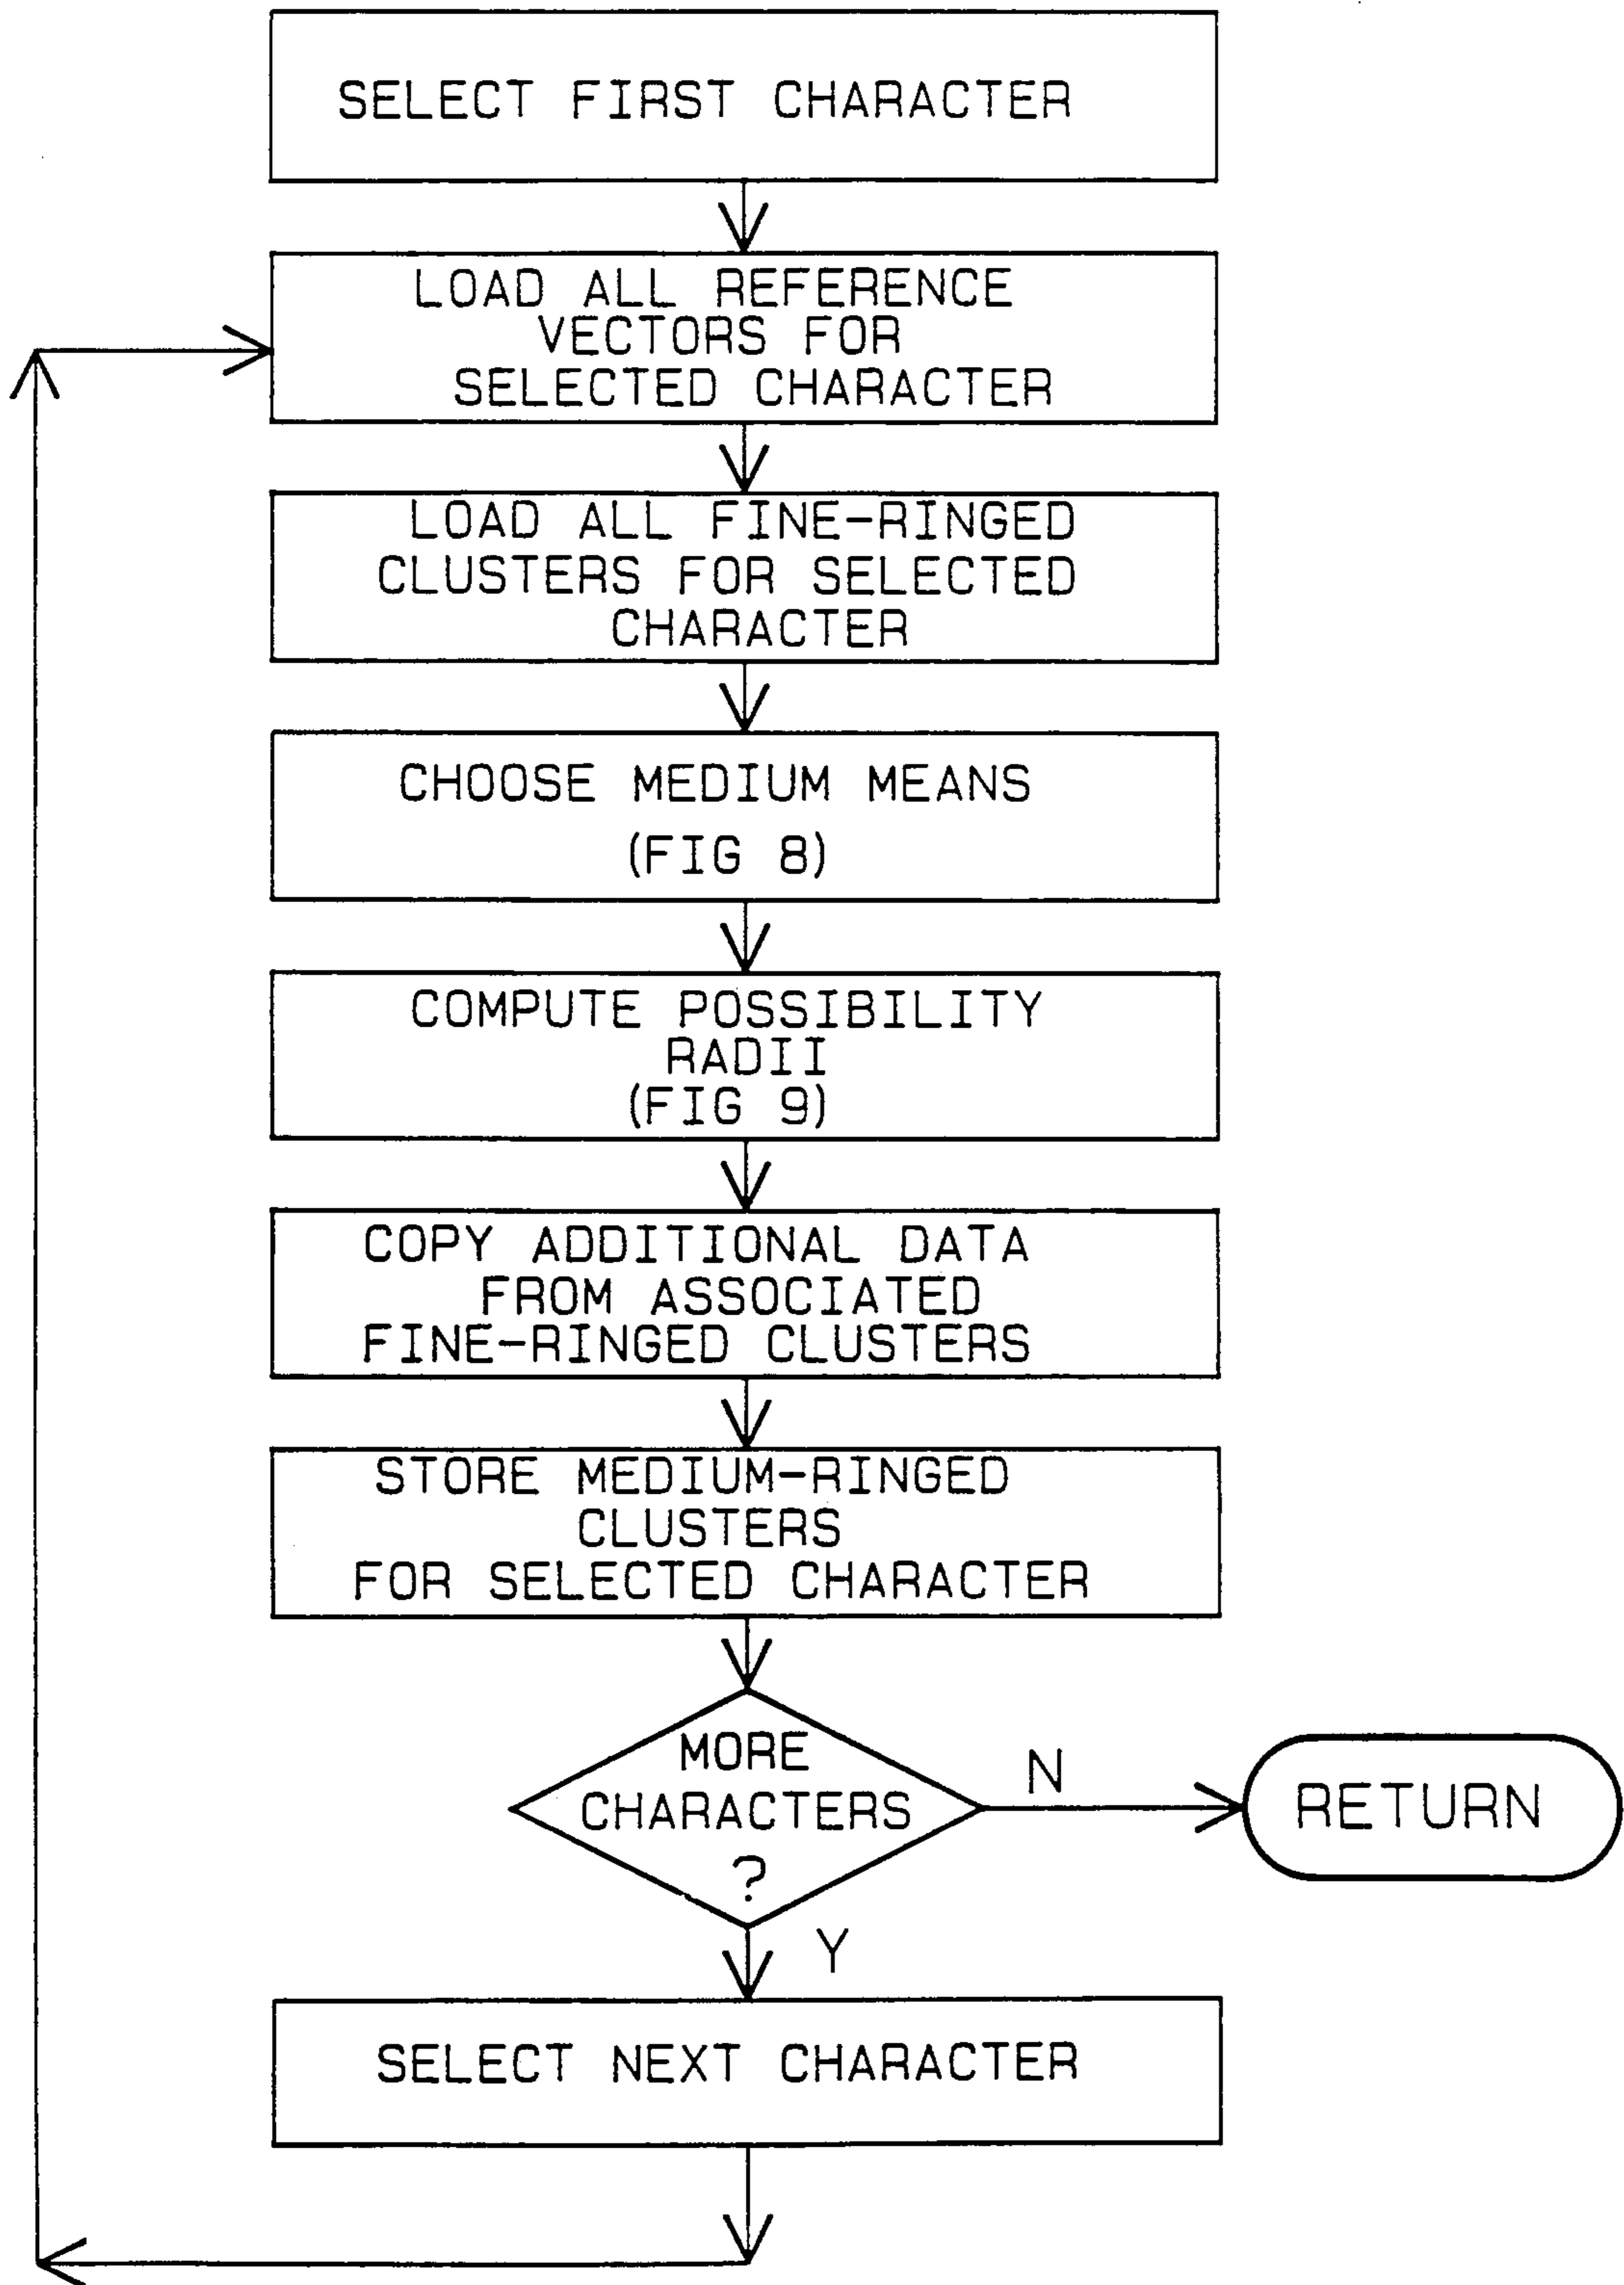 SELECT FIRST CHARACTER
LOAD ALL REFERENCE
VECTORS FOR
SELECTED CHARACTER
LOAD ALL FINE-RINGED
CLUSTERS FOR SELECTED
CHARACTER
CHOOSE MEDIUM MEANS
(FIG 8)
COMPUTE POSSIBILITY
RADII
(FIG 9)
COPY ADDITIONAL DATA
FROM ASSOCIATED
FINE-RINGED CLUSTERS
STORE MEDIUM-RINGED
CLUSTERS
FOR SELECTED CHARACTER
MORE
CHARACTERS
?
N
RETURN
Y
SELECT NEXT CHARACTER